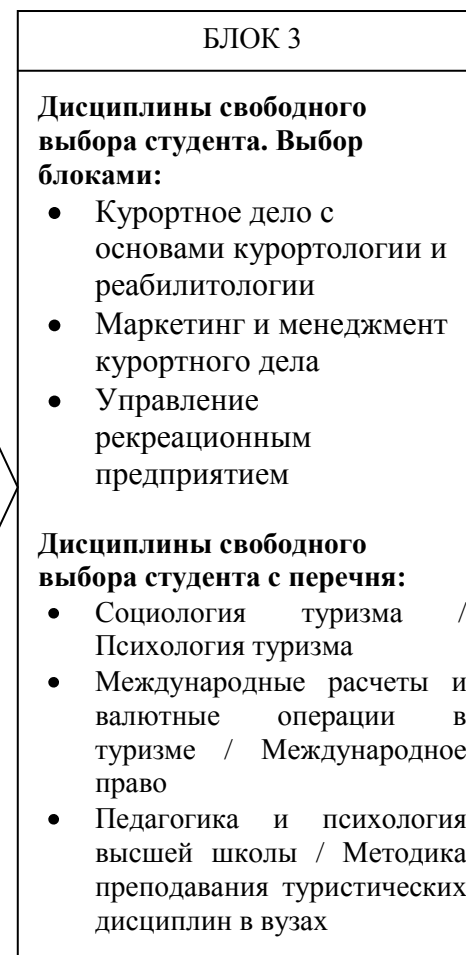 БЛОК 3
Дисциплины свободного
выбора студента. Выбор
блоками:
• Курортное дело с
основами курортологии и
реабилитологии
• Маркетинг и менеджмент
курортного дела
• Управление
рекреационным
предприятием
Дисциплины свободного
выбора студента с перечня:
• Социология туризма /
Психология туризма
• Международные расчеты и
валютные операции в
туризме / Международное
право
• Педагогика и психология
высшей школы / Методика
преподавания туристических
дисциплин в вузах